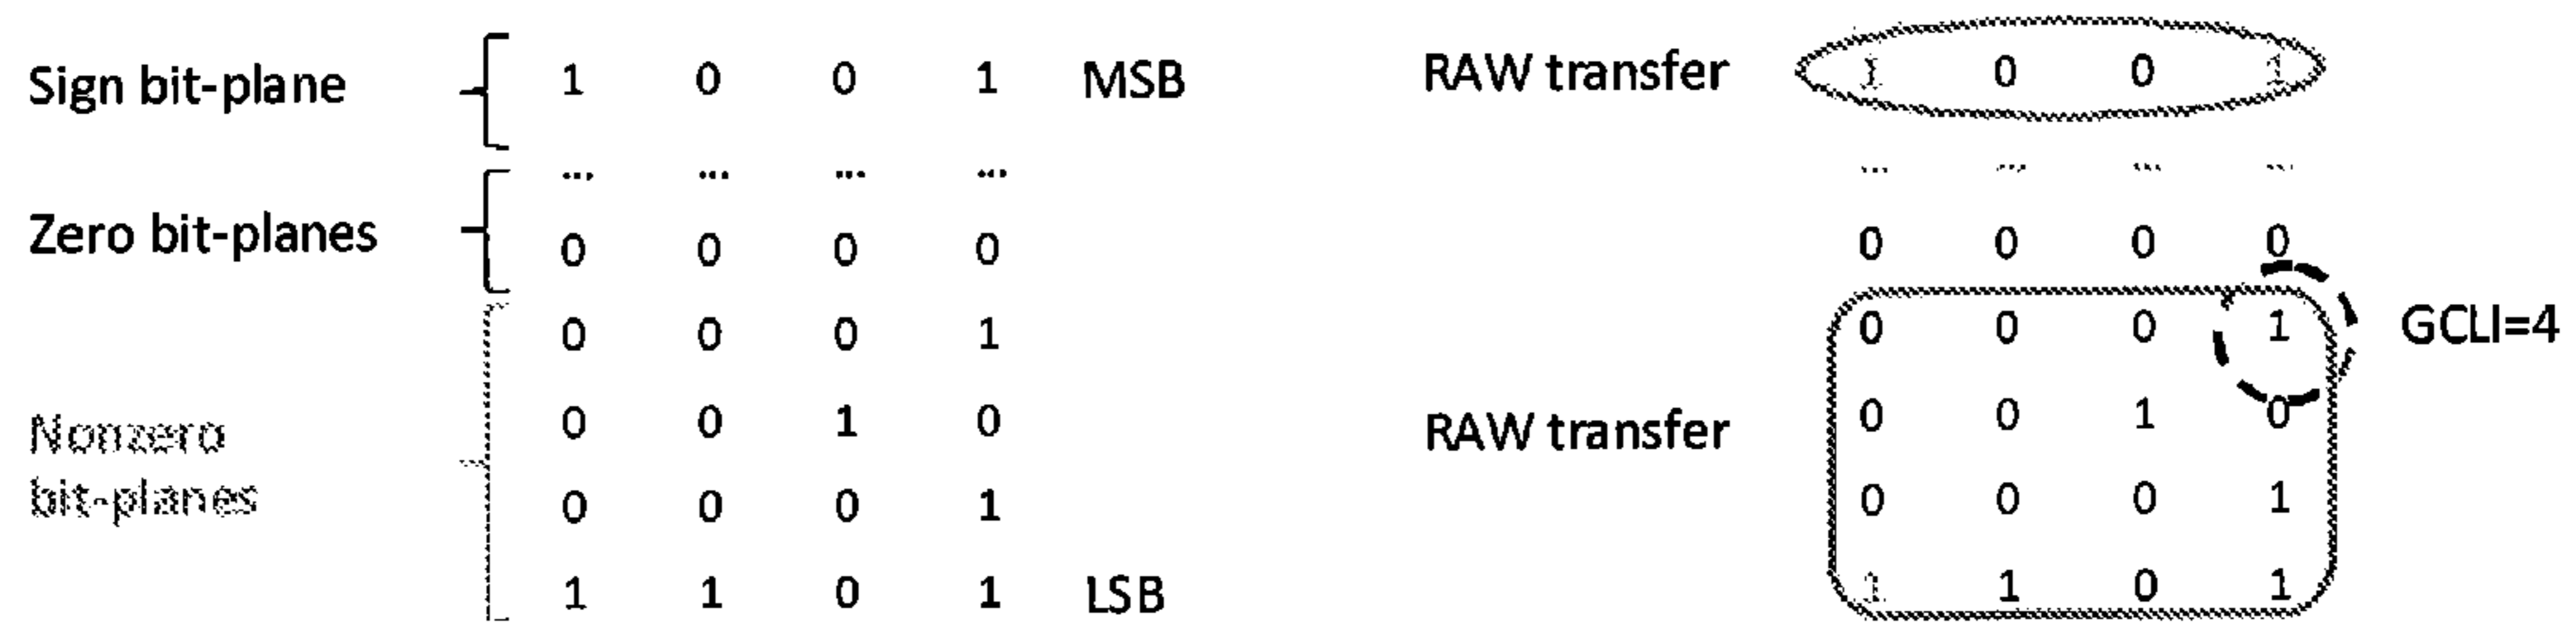 Sign bit-plane 1 0 0 1 MSB
... ... ... ...
Zero bit-planes 0 0 0 0
0 0 0 1
Nonzero 0 0 1 0
bit-planes 0 0 0 1
1 1 0 1 LSB
RAW transfer 1 0 0 1
... ... ... ...
0 0 0 0
0 0 0 1 GCLI=4
RAW transfer 0 0 1 0
0 0 0 1
1 1 0 1